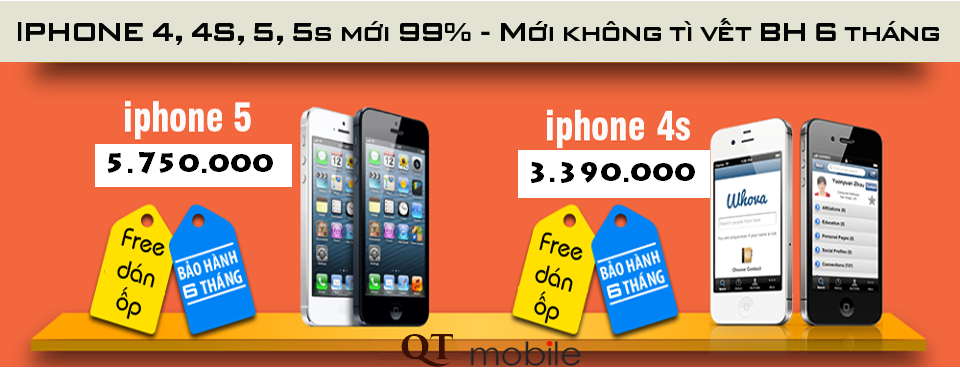 IPHONE 4, 4S, 5, 5S MỚI 99% - MỚI KHÔNG TÌ VẾT BH 6 THÁNG
iphone 5
5.750.000
Free
dán
ốp
BẢO HÀNH
6 THÁNG
iphone 4s
3.390.000
Free
dán
ốp
BẢO HÀNH
6 THÁNG
Whova
Choose Contact
QT mobile